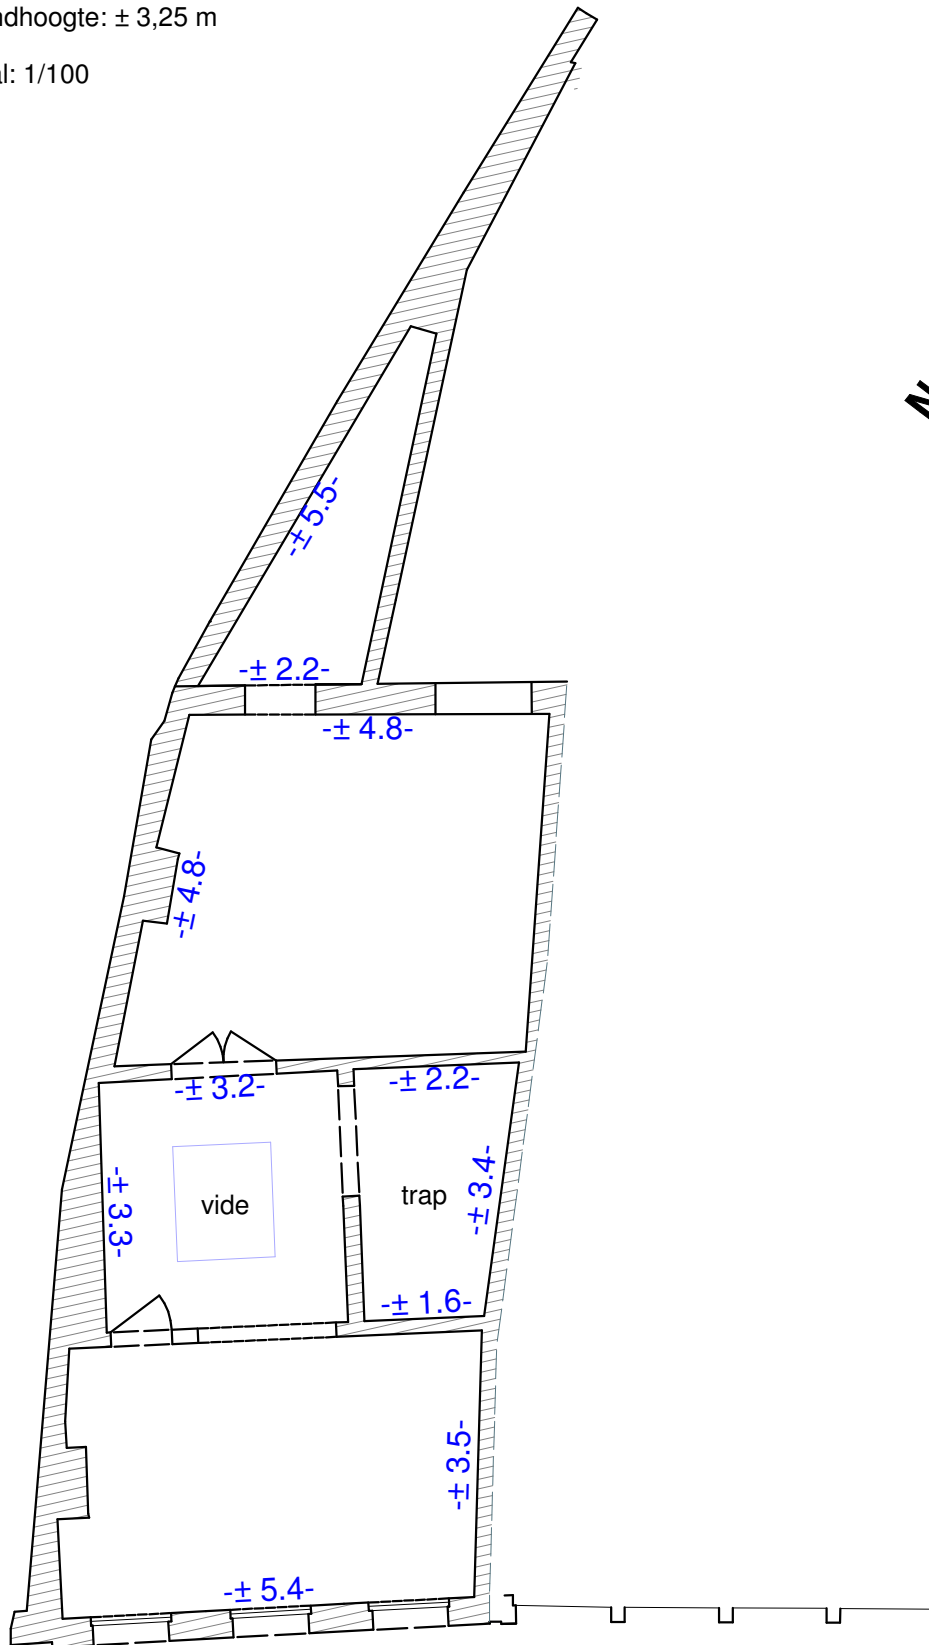 ndhoogte: ± 3,25 m
l: 1/100
N
-± 5.5-
-± 2.2-
-± 4.8-
-± 4.8-
-± 3.2-
-± 2.2-
-± 3.3-
vide
trap
-± 3.4-
-± 1.6-
-± 3.5-
-± 5.4-